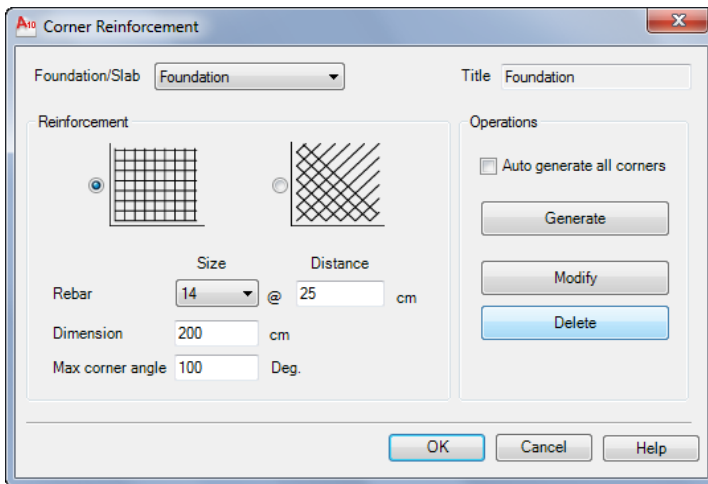 A10 Corner Reinforcement
Foundation/Slab Foundation Title Foundation
Reinforcement Operations
Auto generate all corners
Generate
Size Distance
Rebar 14 @ 25 cm
Modify
Dimension 200 cm
Delete
Max corner angle 100 Deg.
OK Cancel Help